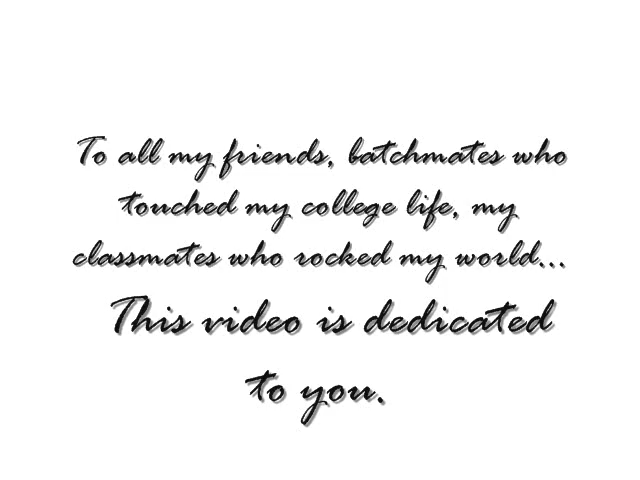 To all my friends, batchmates who
touched my college life, my
classmates who rocked my world...
This video is dedicated
to you.